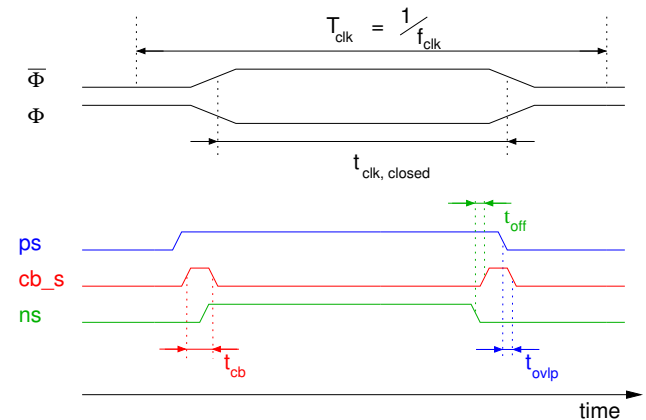 T_clk = 1/f_clk
Φ̅
Φ
t_clk, closed
t_off
ps
cb_s
ns
t_cb
t_ovlp
time